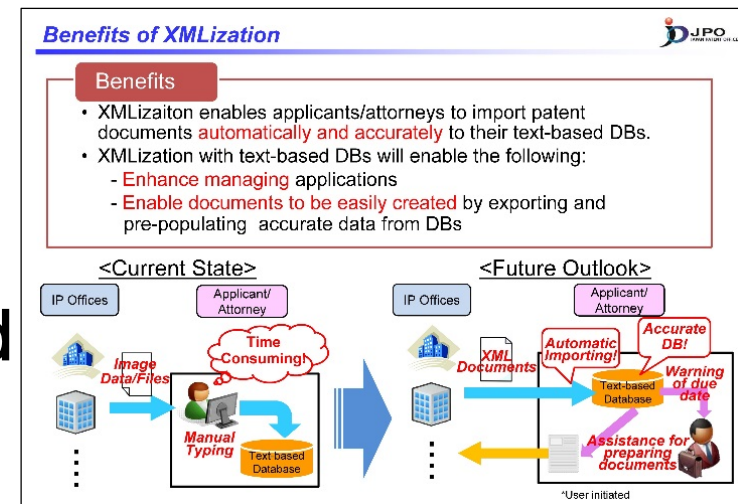 Benefits of XMLization
JPO
JAPAN PATENT OFFICE
Benefits
• XMLizaiton enables applicants/attorneys to import patent
documents automatically and accurately to their text-based DBs.
• XMLization with text-based DBs will enable the following:
- Enhance managing applications
- Enable documents to be easily created by exporting and
pre-populating accurate data from DBs
<Current State>
IP Offices
Applicant/
Attorney
Image
Data/Files
Time
Consuming!
Manual
Typing
Text based
Database
<Future Outlook>
IP Offices
Applicant/
Attorney
XML
Documents
Automatic
Importing!
Accurate
DB!
Text-based
Database
Warning
of due
date
Assistance for
preparing
documents
*User initiated
d